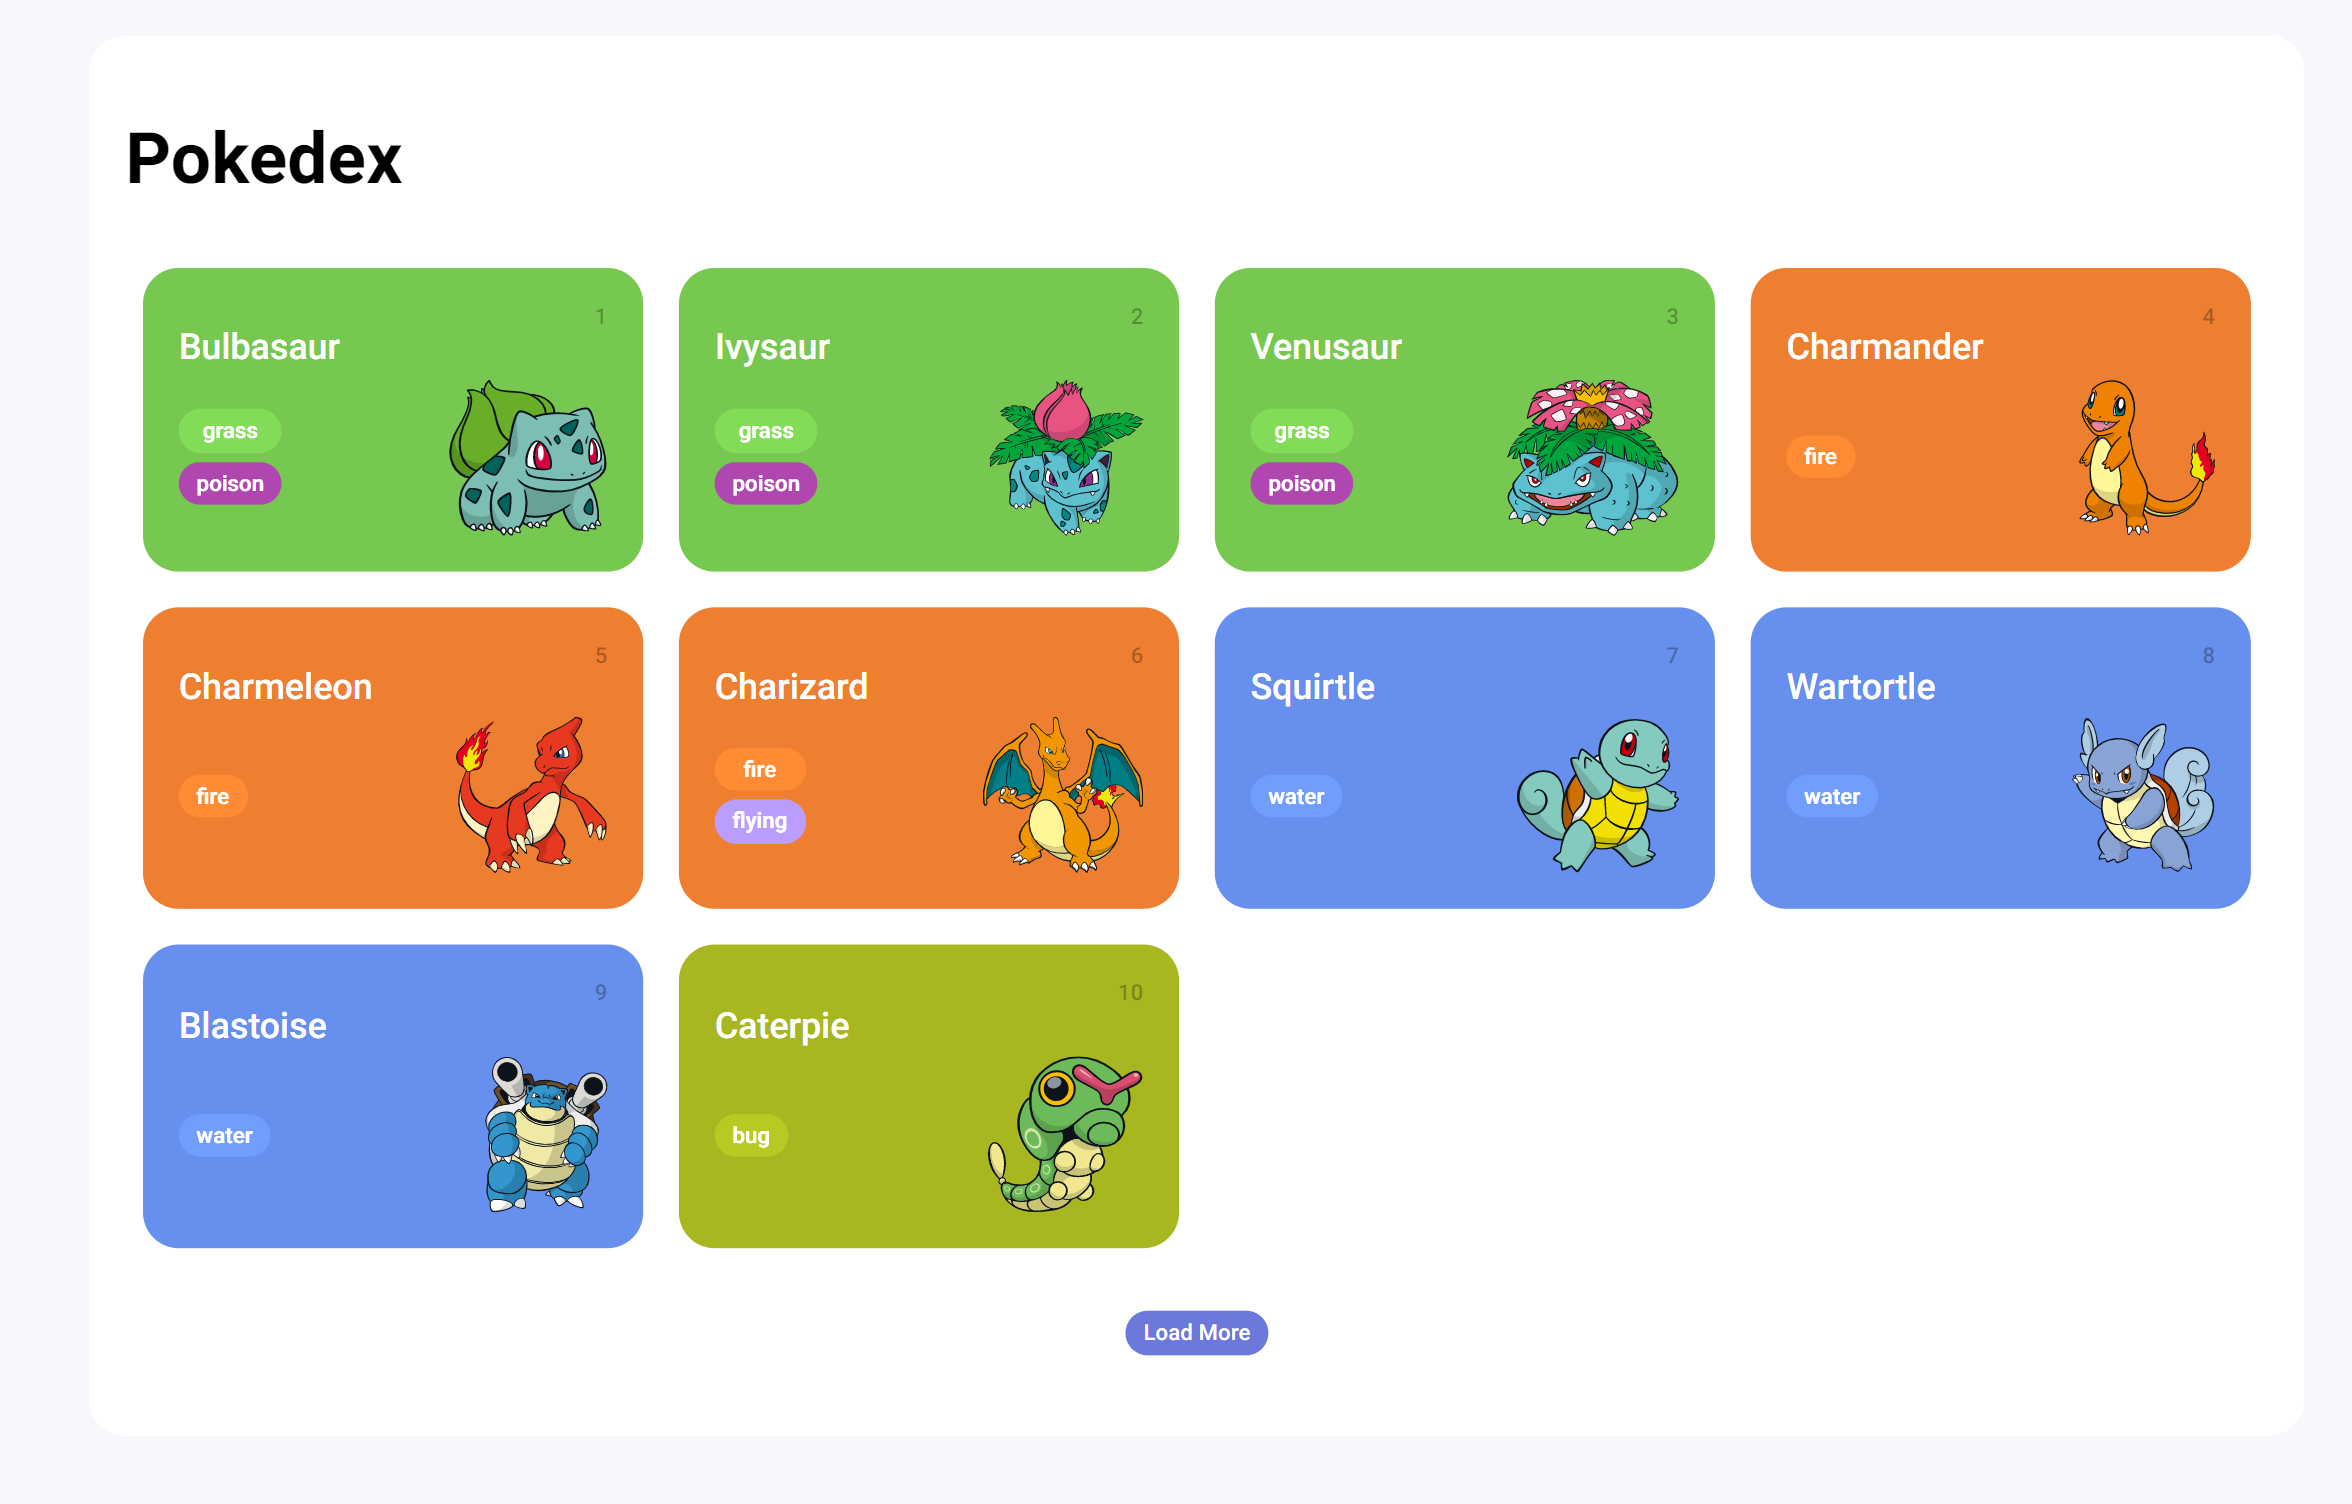 Pokedex
1
Bulbasaur
grass
poison
2
Ivysaur
grass
poison
3
Venusaur
grass
poison
4
Charmander
fire
5
Charmeleon
fire
6
Charizard
fire
flying
7
Squirtle
water
8
Wartortle
water
9
Blastoise
water
10
Caterpie
bug
Load More